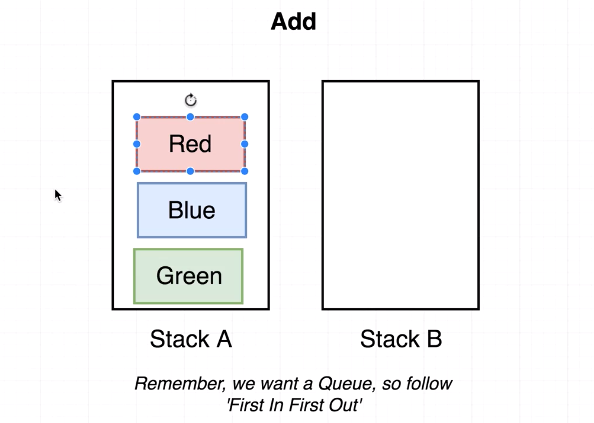 Add
Red
Blue
Green
Stack A
Stack B
Remember, we want a Queue, so follow
'First In First Out'